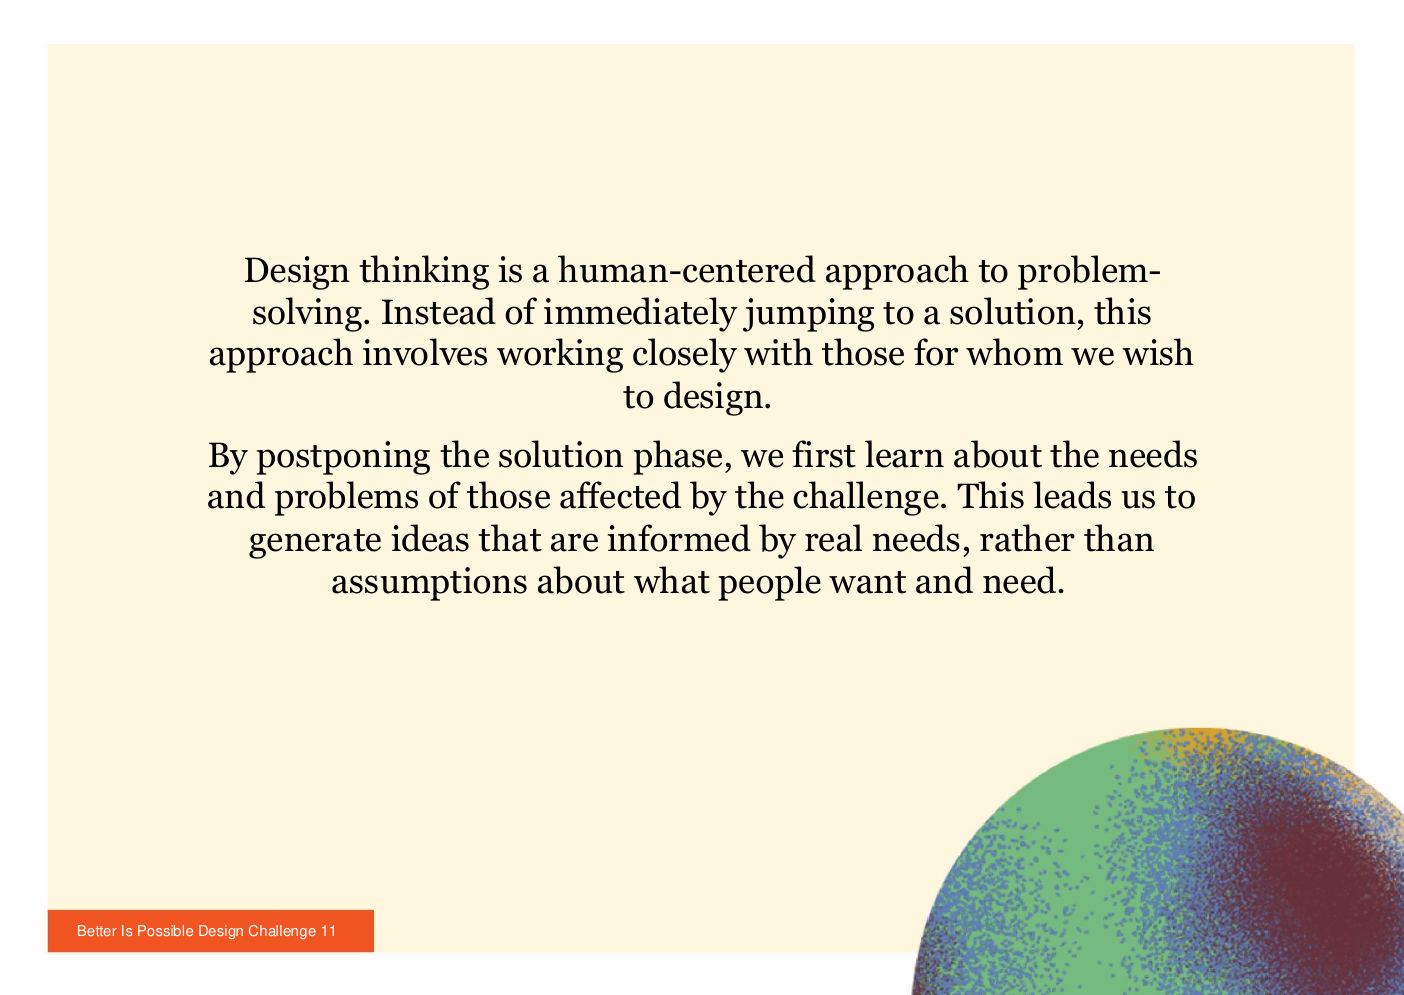 Design thinking is a human-centered approach to problem-
solving. Instead of immediately jumping to a solution, this
approach involves working closely with those for whom we wish
to design.
By postponing the solution phase, we first learn about the needs
and problems of those affected by the challenge. This leads us to
generate ideas that are informed by real needs, rather than
assumptions about what people want and need.
Better Is Possible Design Challenge 11